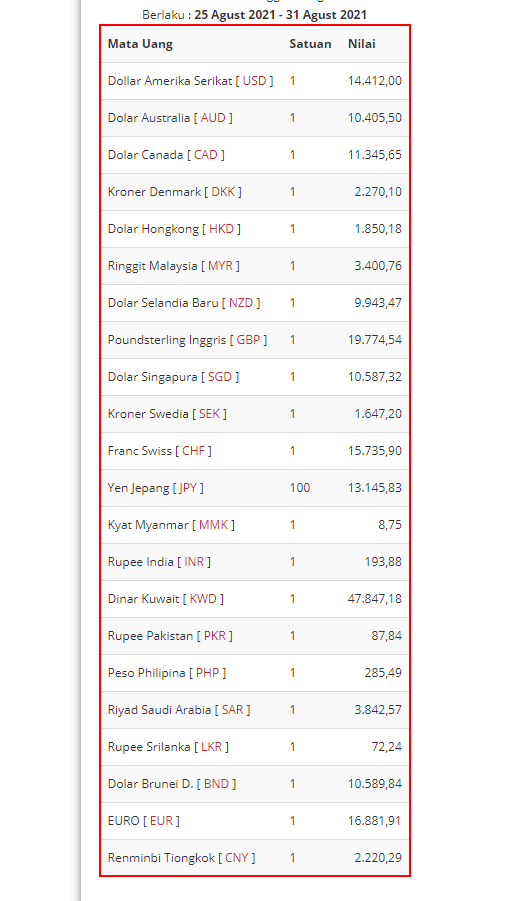 Berlaku : 25 Agust 2021 - 31 Agust 2021
Mata Uang Satuan Nilai
Dollar Amerika Serikat [ USD ] 1 14.412,00
Dolar Australia [ AUD ] 1 10.405,50
Dolar Canada [ CAD ] 1 11.345,65
Kroner Denmark [ DKK ] 1 2.270,10
Dolar Hongkong [ HKD ] 1 1.850,18
Ringgit Malaysia [ MYR ] 1 3.400,76
Dolar Selandia Baru [ NZD ] 1 9.943,47
Poundsterling Inggris [ GBP ] 1 19.774,54
Dolar Singapura [ SGD ] 1 10.587,32
Kroner Swedia [ SEK ] 1 1.647,20
Franc Swiss [ CHF ] 1 15.735,90
Yen Jepang [ JPY ] 100 13.145,83
Kyat Myanmar [ MMK ] 1 8,75
Rupee India [ INR ] 1 193,88
Dinar Kuwait [ KWD ] 1 47.847,18
Rupee Pakistan [ PKR ] 1 87,84
Peso Philipina [ PHP ] 1 285,49
Riyad Saudi Arabia [ SAR ] 1 3.842,57
Rupee Srilanka [ LKR ] 1 72,24
Dolar Brunei D. [ BND ] 1 10.589,84
EURO [ EUR ] 1 16.881,91
Renminbi Tiongkok [ CNY ] 1 2.220,29